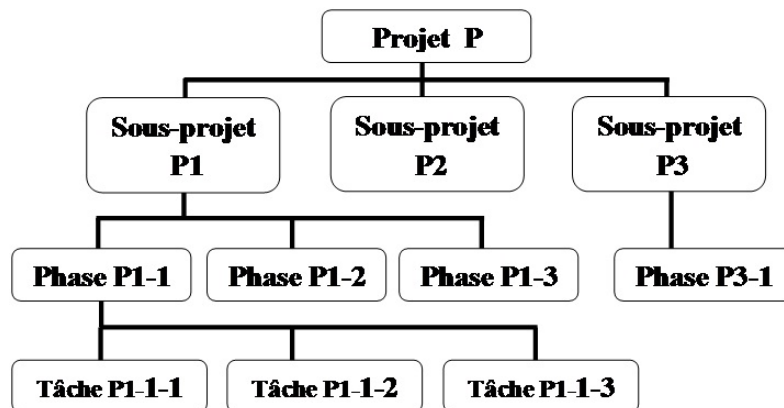 Projet P
Sous-projet
P1
Sous-projet
P2
Sous-projet
P3
Phase P1-1
Phase P1-2
Phase P1-3
Phase P3-1
Tâche P1-1-1
Tâche P1-1-2
Tâche P1-1-3